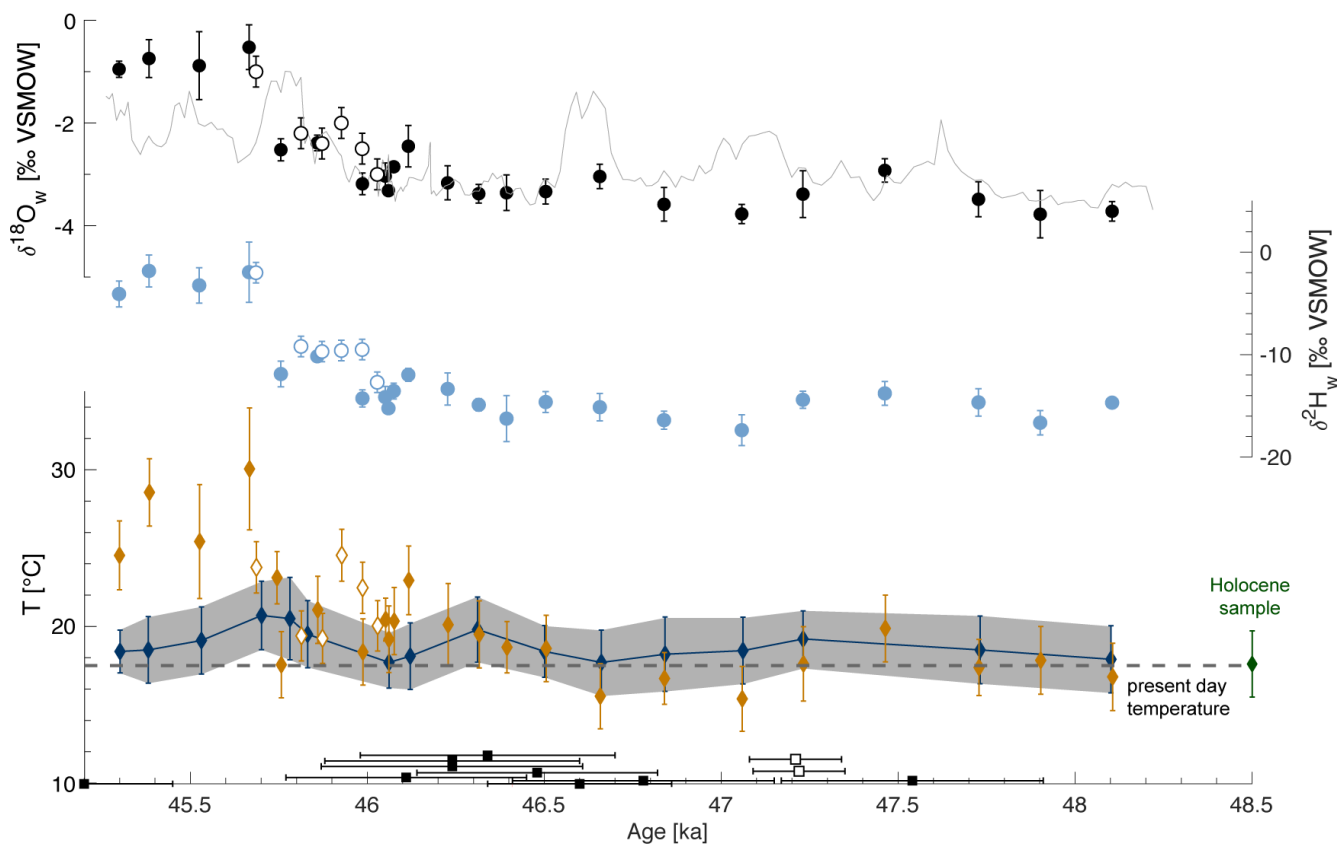 0
-2
-4
δ18Ow [‰ VSMOW]
0
-10
-20
δ2Hw [‰ VSMOW]
30
20
10
T [°C]
Holocene
sample
present day
temperature
45.5
46
46.5
47
47.5
48
48.5
Age [ka]